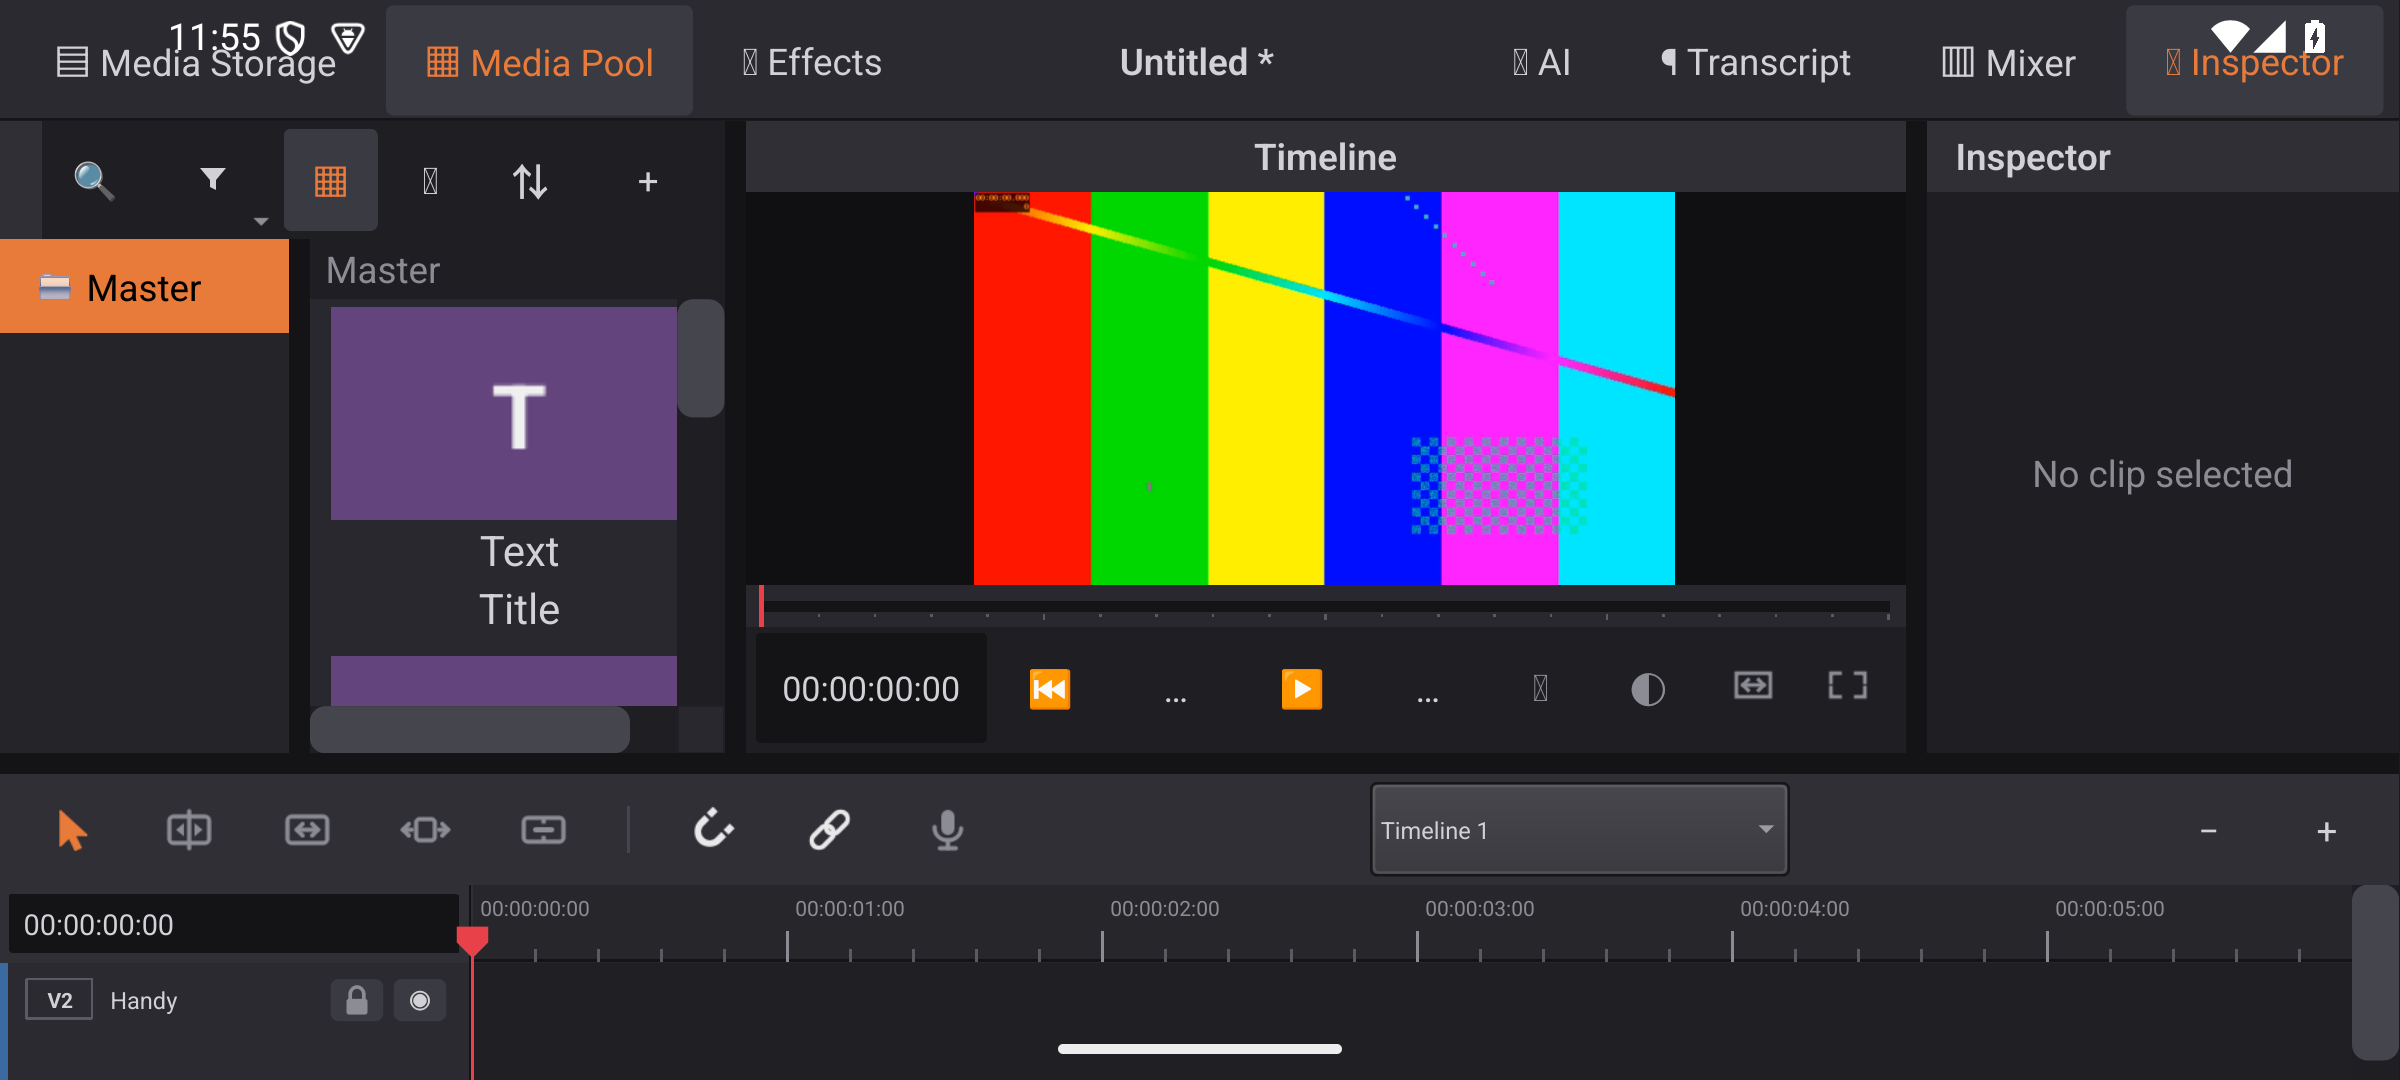 11:55
Media Storage
Media Pool
Effects
Untitled *
AI
¶ Transcript
Mixer
Inspector
Timeline
Inspector
Master
Master
T
Text
Title
No clip selected
00:00:00:00
...
...
Timeline 1
00:00:00:00
00:00:00:00
00:00:01:00
00:00:02:00
00:00:03:00
00:00:04:00
00:00:05:00
V2
Handy